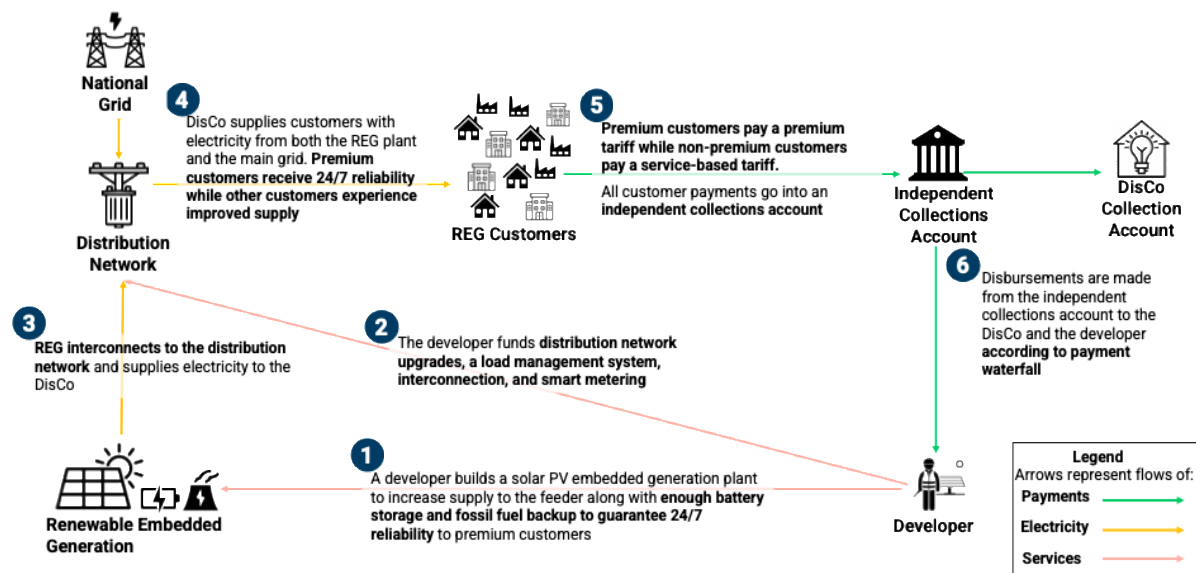 National
Grid
4
DisCo supplies customers with
electricity from both the REG plant
and the main grid. Premium
customers receive 24/7 reliability
while other customers experience
improved supply
Distribution
Network
REG Customers
5
Premium customers pay a premium
tariff while non-premium customers
pay a service-based tariff.
All customer payments go into an
independent collections account
Independent
Collections
Account
DisCo
Collection
Account
6
Disbursements are made
from the independent
collections account to the
DisCo and the developer
according to payment
waterfall
3
REG interconnects to the distribution
network and supplies electricity to the
DisCo
2
The developer funds distribution network
upgrades, a load management system,
interconnection, and smart metering
1
A developer builds a solar PV embedded generation plant
to increase supply to the feeder along with enough battery
storage and fossil fuel backup to guarantee 24/7
reliability to premium customers
Renewable Embedded
Generation
Developer
Legend
Arrows represent flows of:
Payments
Electricity
Services